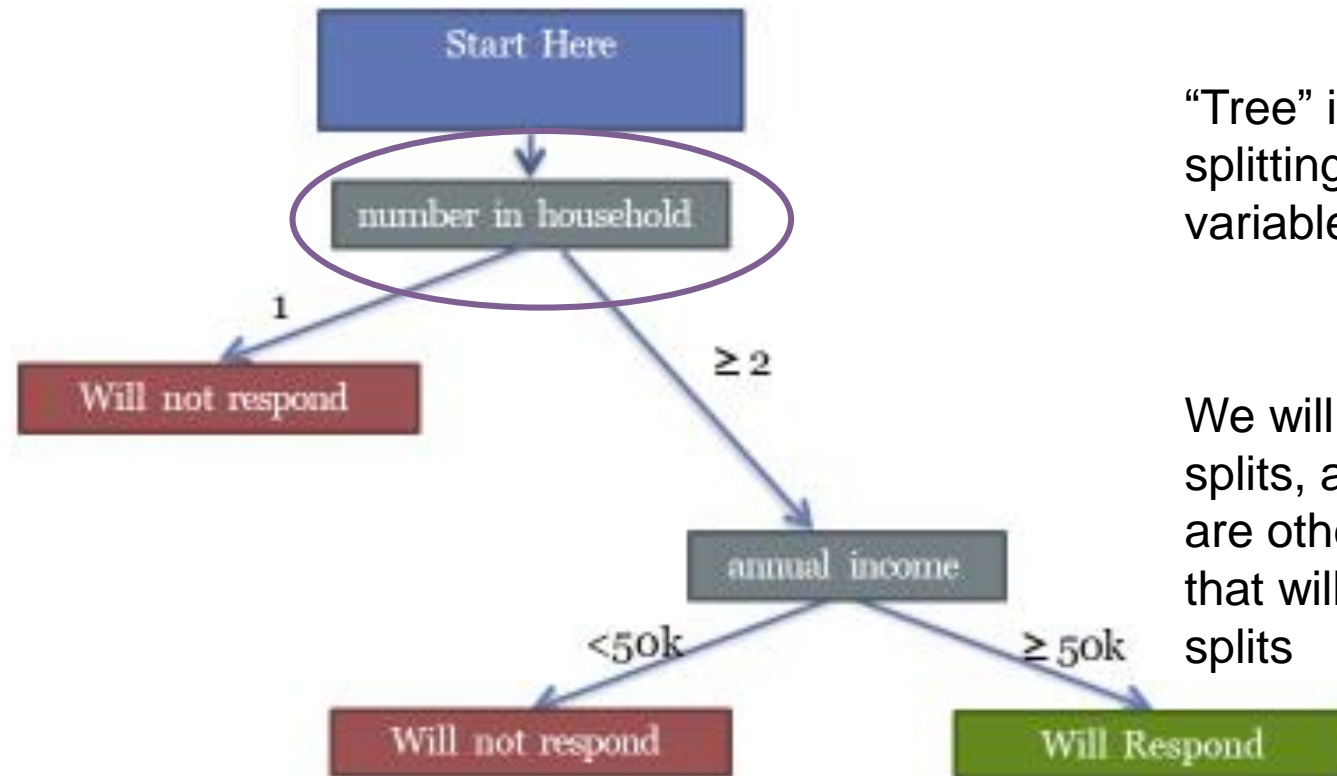 Start Here
number in household
1
≥ 2
Will not respond
annual income
<50k
≥ 50k
Will not respond
Will Respond
“Tree” i
splitting
variable
We will
splits, a
are othe
that will
splits